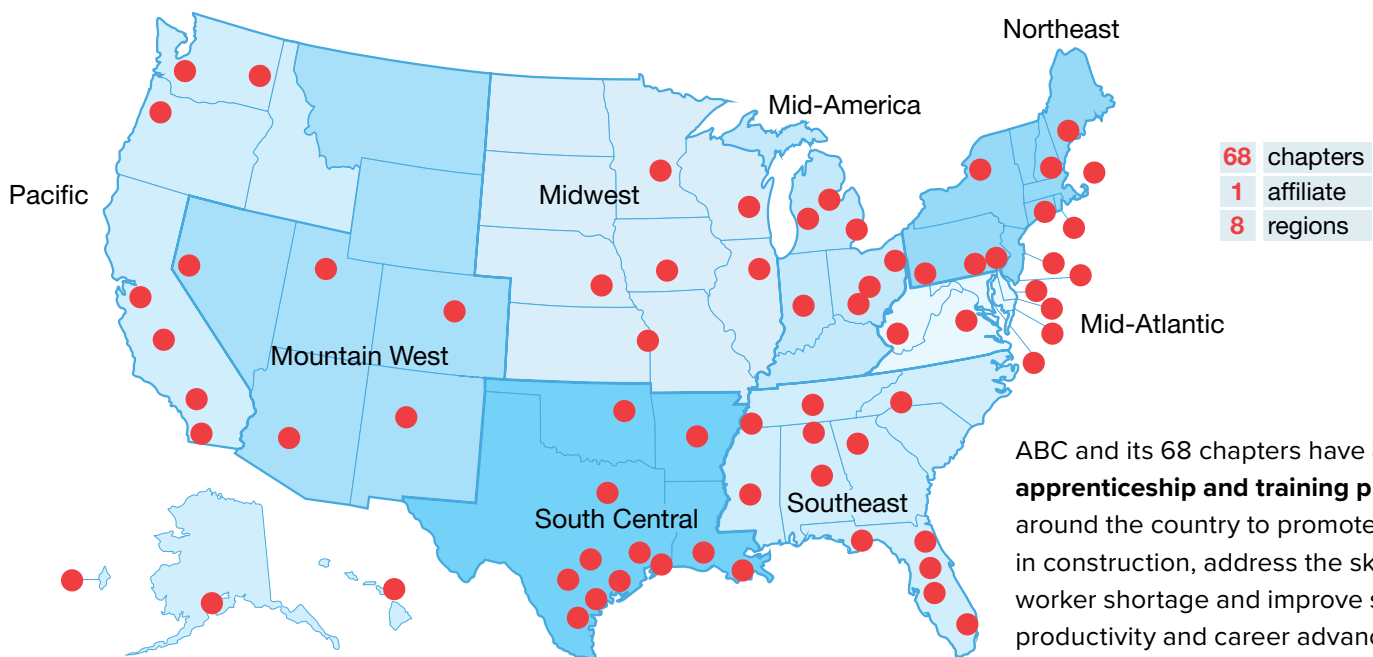 Northeast
Mid-America
68 chapters
1 affiliate
8 regions
Pacific
Midwest
Mid-Atlantic
Mountain West
Southeast
South Central
ABC and its 68 chapters have
apprenticeship and training
around the country to promote
in construction, address the
worker shortage and improve
productivity and career